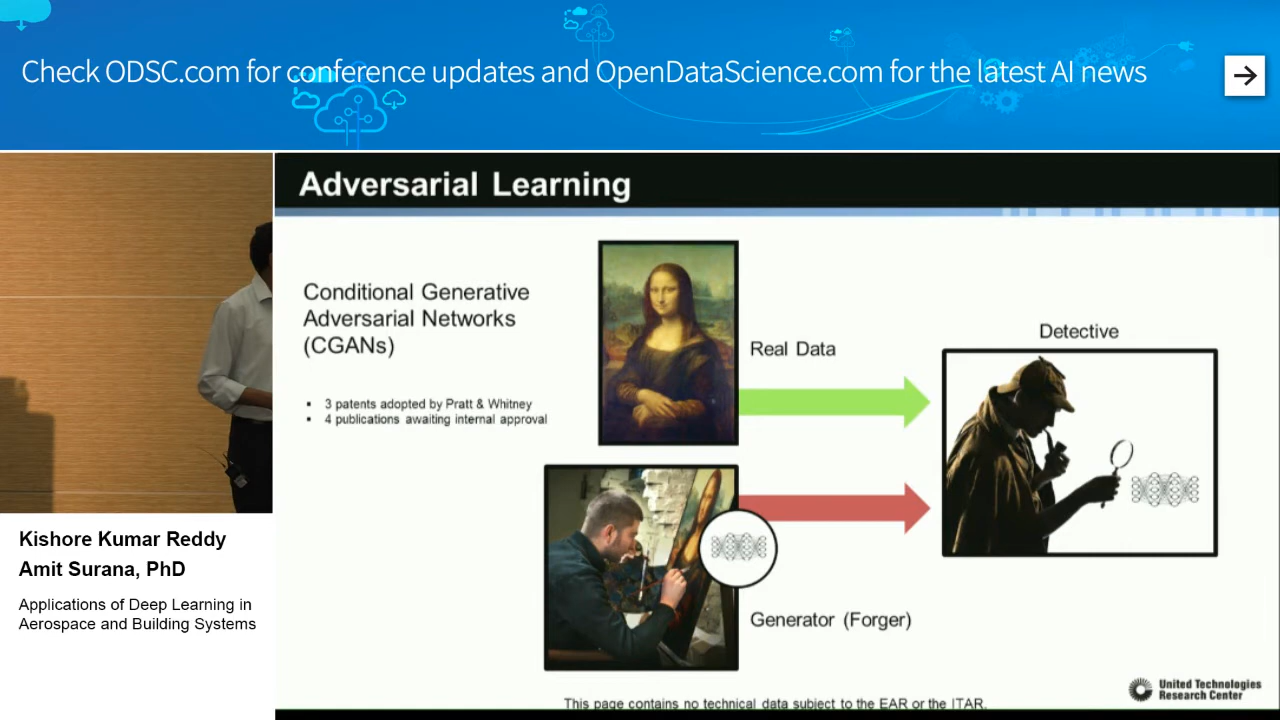 Check ODSC.com for conference updates and OpenDataScience.com for the latest AI news
Adversarial Learning
Conditional Generative
Adversarial Networks
(CGANs)
▪ 3 patents adopted by Pratt & Whitney
▪ 4 publications awaiting internal approval
Real Data
Detective
Generator (Forger)
Kishore Kumar Reddy
Amit Surana, PhD
Applications of Deep Learning in
Aerospace and Building Systems
United Technologies
Research Center
This page contains no technical data subject to the EAR or the ITAR.